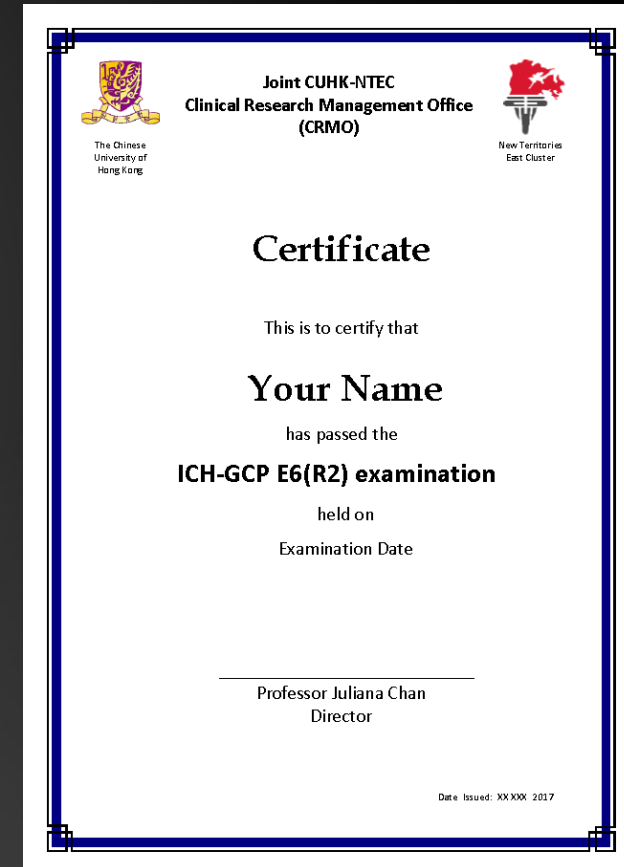 Joint CUHK-NTEC
Clinical Research Management Office
(CRMO)
The Chinese
University of
Hong Kong
New Territories
East Cluster
Certificate
This is to certify that
Your Name
has passed the
ICH-GCP E6(R2) examination
held on
Examination Date
Professor Juliana Chan
Director
Date Issued: XX XXX 2017